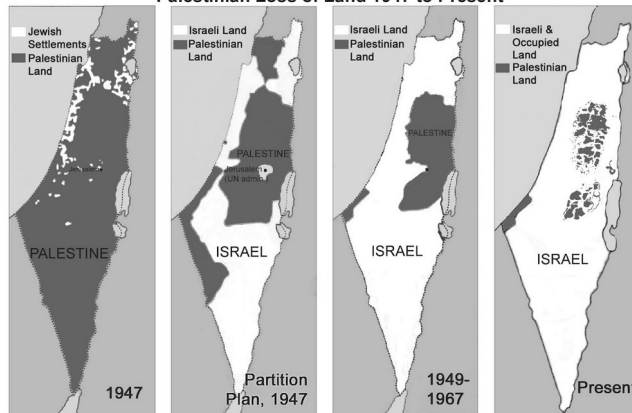 Palestinian Loss of Land 1947 to Present
Jewish
Settlements
Palestinian
Land
Jerusalem
PALESTINE
1947
Israeli Land
Palestinian
Land
PALESTINE
Jerusalem
(UN admin)
ISRAEL
Partition
Plan, 1947
Israeli Land
Palestinian
Land
PALESTINE
ISRAEL
1949-
1967
Israeli &
Occupied
Land
Palestinian
Land
ISRAEL
Present